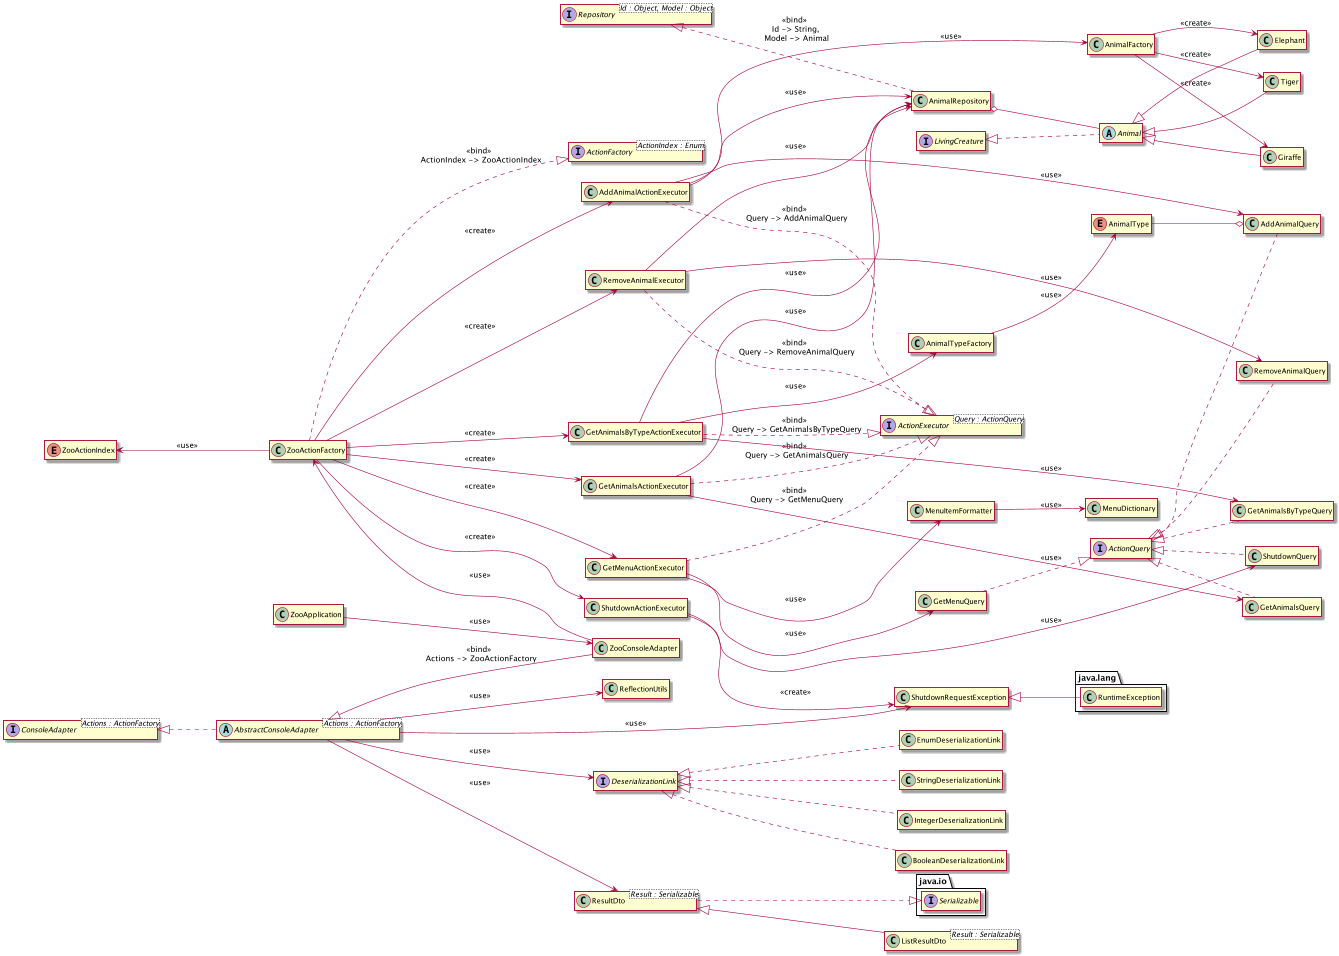 I Repository
Id : Object, Model : Object
«bind»
Id -> String,
Model -> Animal
«use»
C AnimalFactory
«create»
C Elephant
«create»
C Tiger
«create»
C Giraffe
«use»
C AnimalRepository
A Animal
I LivingCreature
I ActionFactory
ActionIndex : Enum
«bind»
ActionIndex -> ZooActionIndex
«use»
C AddAnimalActionExecutor
«use»
«bind»
Query -> AddAnimalQuery
E AnimalType
C AddAnimalQuery
«create»
C RemoveAnimalExecutor
«use»
«use»
«use»
«use»
«create»
«bind»
Query -> RemoveAnimalQuery
C AnimalTypeFactory
C RemoveAnimalQuery
«use»
I ActionExecutor
Query : ActionQuery
«bind»
Query -> GetAnimalsByTypeQuery
E ZooActionIndex
«use»
C ZooActionFactory
«create»
C GetAnimalsByTypeActionExecutor
«bind»
Query -> GetAnimalsQuery
«create»
C GetAnimalsActionExecutor
«use»
«create»
«bind»
Query -> GetMenuQuery
C MenuItemFormatter
«use»
C MenuDictionary
C GetAnimalsByTypeQuery
«create»
I ActionQuery
C ShutdownQuery
«use»
C GetMenuActionExecutor
«use»
C ShutdownActionExecutor
«use»
C GetMenuQuery
C GetAnimalsQuery
C ZooApplication
«use»
«use»
«use»
C ZooConsoleAdapter
«bind»
Actions -> ZooActionFactory
«use»
C ReflectionUtils
«create»
C ShutdownRequestException
java.lang
C RuntimeException
I ConsoleAdapter
Actions : ActionFactory
A AbstractConsoleAdapter
Actions : ActionFactory
«use»
C EnumDeserializationLink
«use»
I DeserializationLink
C StringDeserializationLink
«use»
C IntegerDeserializationLink
C BooleanDeserializationLink
C ResultDto
Result : Serializable
java.io
I Serializable
C ListResultDto
Result : Serializable